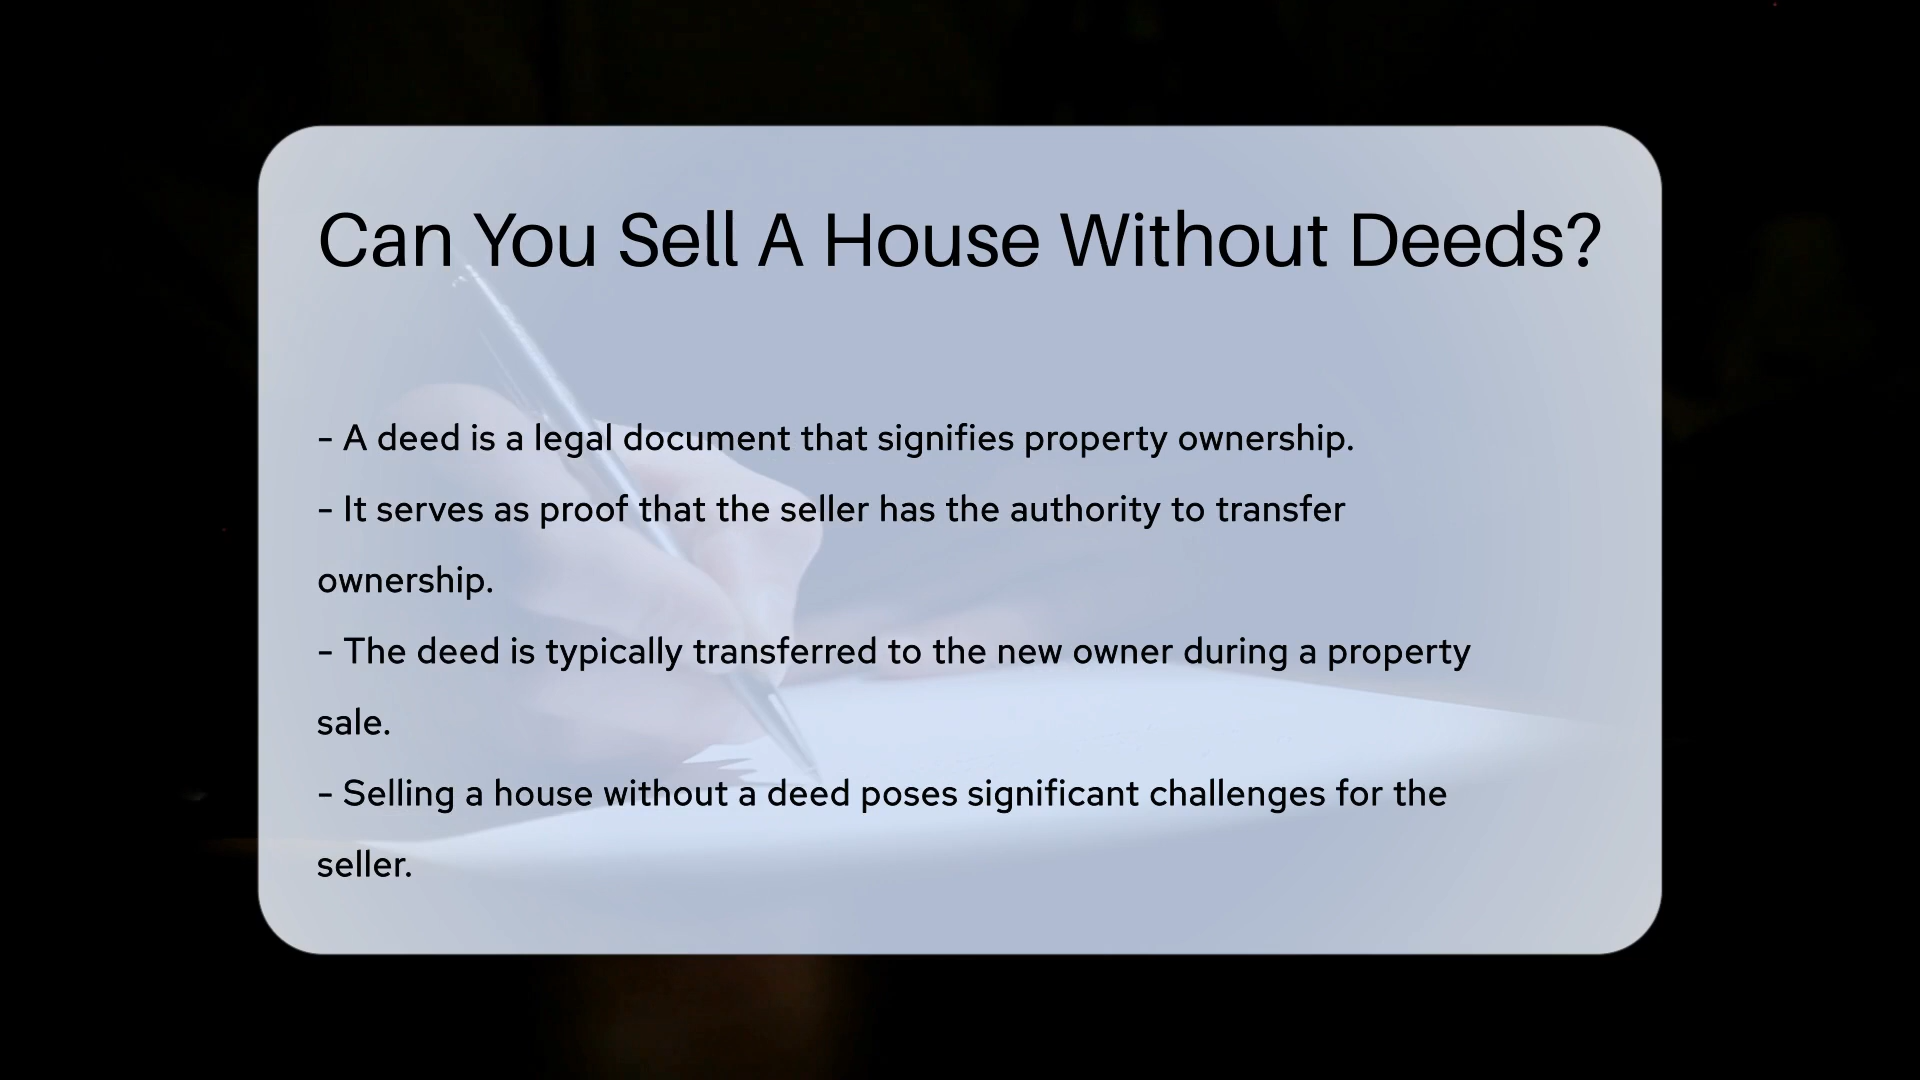 Can You Sell A House Without Deeds?
- A deed is a legal document that signifies property ownership.
- It serves as proof that the seller has the authority to transfer
ownership.
- The deed is typically transferred to the new owner during a property
sale.
- Selling a house without a deed poses significant challenges for the
seller.